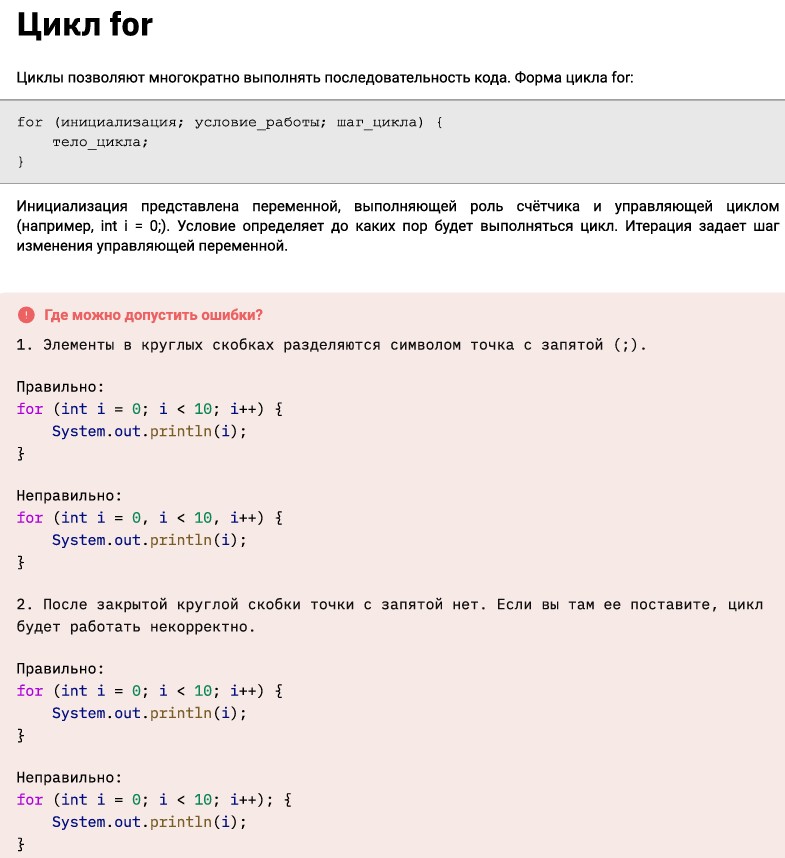 Цикл for
Циклы позволяют многократно выполнять последовательность кода. Форма цикла for:
for (инициализация; условие_работы; шаг_цикла) {
    тело_цикла;
}
Инициализация представлена переменной, выполняющей роль счётчика и управляющей циклом
(например, int i = 0;). Условие определяет до каких пор будет выполняться цикл. Итерация задает шаг
изменения управляющей переменной.
Где можно допустить ошибки?
1. Элементы в круглых скобках разделяются символом точка с запятой (;).
Правильно:
for (int i = 0; i < 10; i++) {
    System.out.println(i);
}
Неправильно:
for (int i = 0, i < 10, i++) {
    System.out.println(i);
}
2. После закрытой круглой скобки точки с запятой нет. Если вы там ее поставите, цикл
будет работать некорректно.
Правильно:
for (int i = 0; i < 10; i++) {
    System.out.println(i);
}
Неправильно:
for (int i = 0; i < 10; i++); {
    System.out.println(i);
}